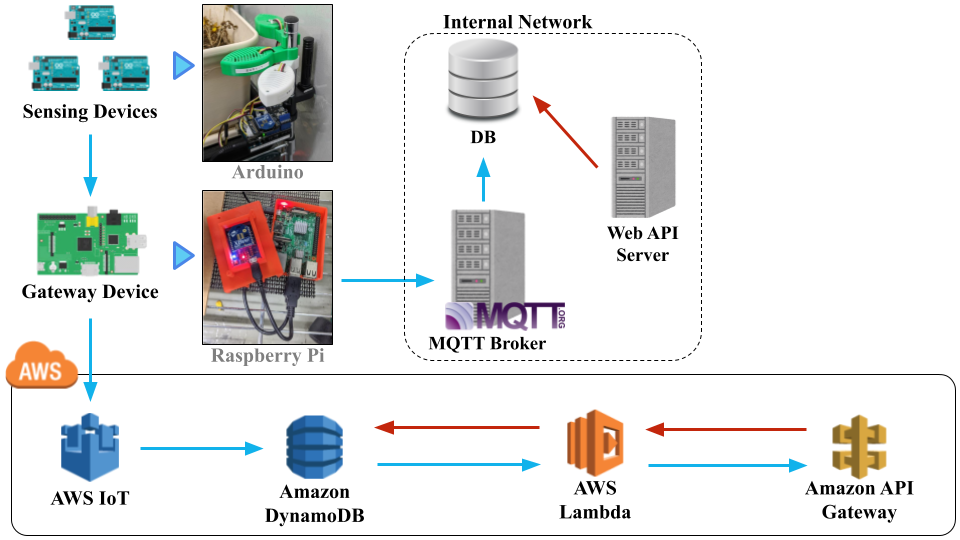 Internal Network
Sensing Devices
Arduino
DB
Web API
Server
Gateway Device
Raspberry Pi
MQTT
.ORG
MQTT Broker
AWS
AWS IoT
Amazon
DynamoDB
AWS
Lambda
Amazon API
Gateway